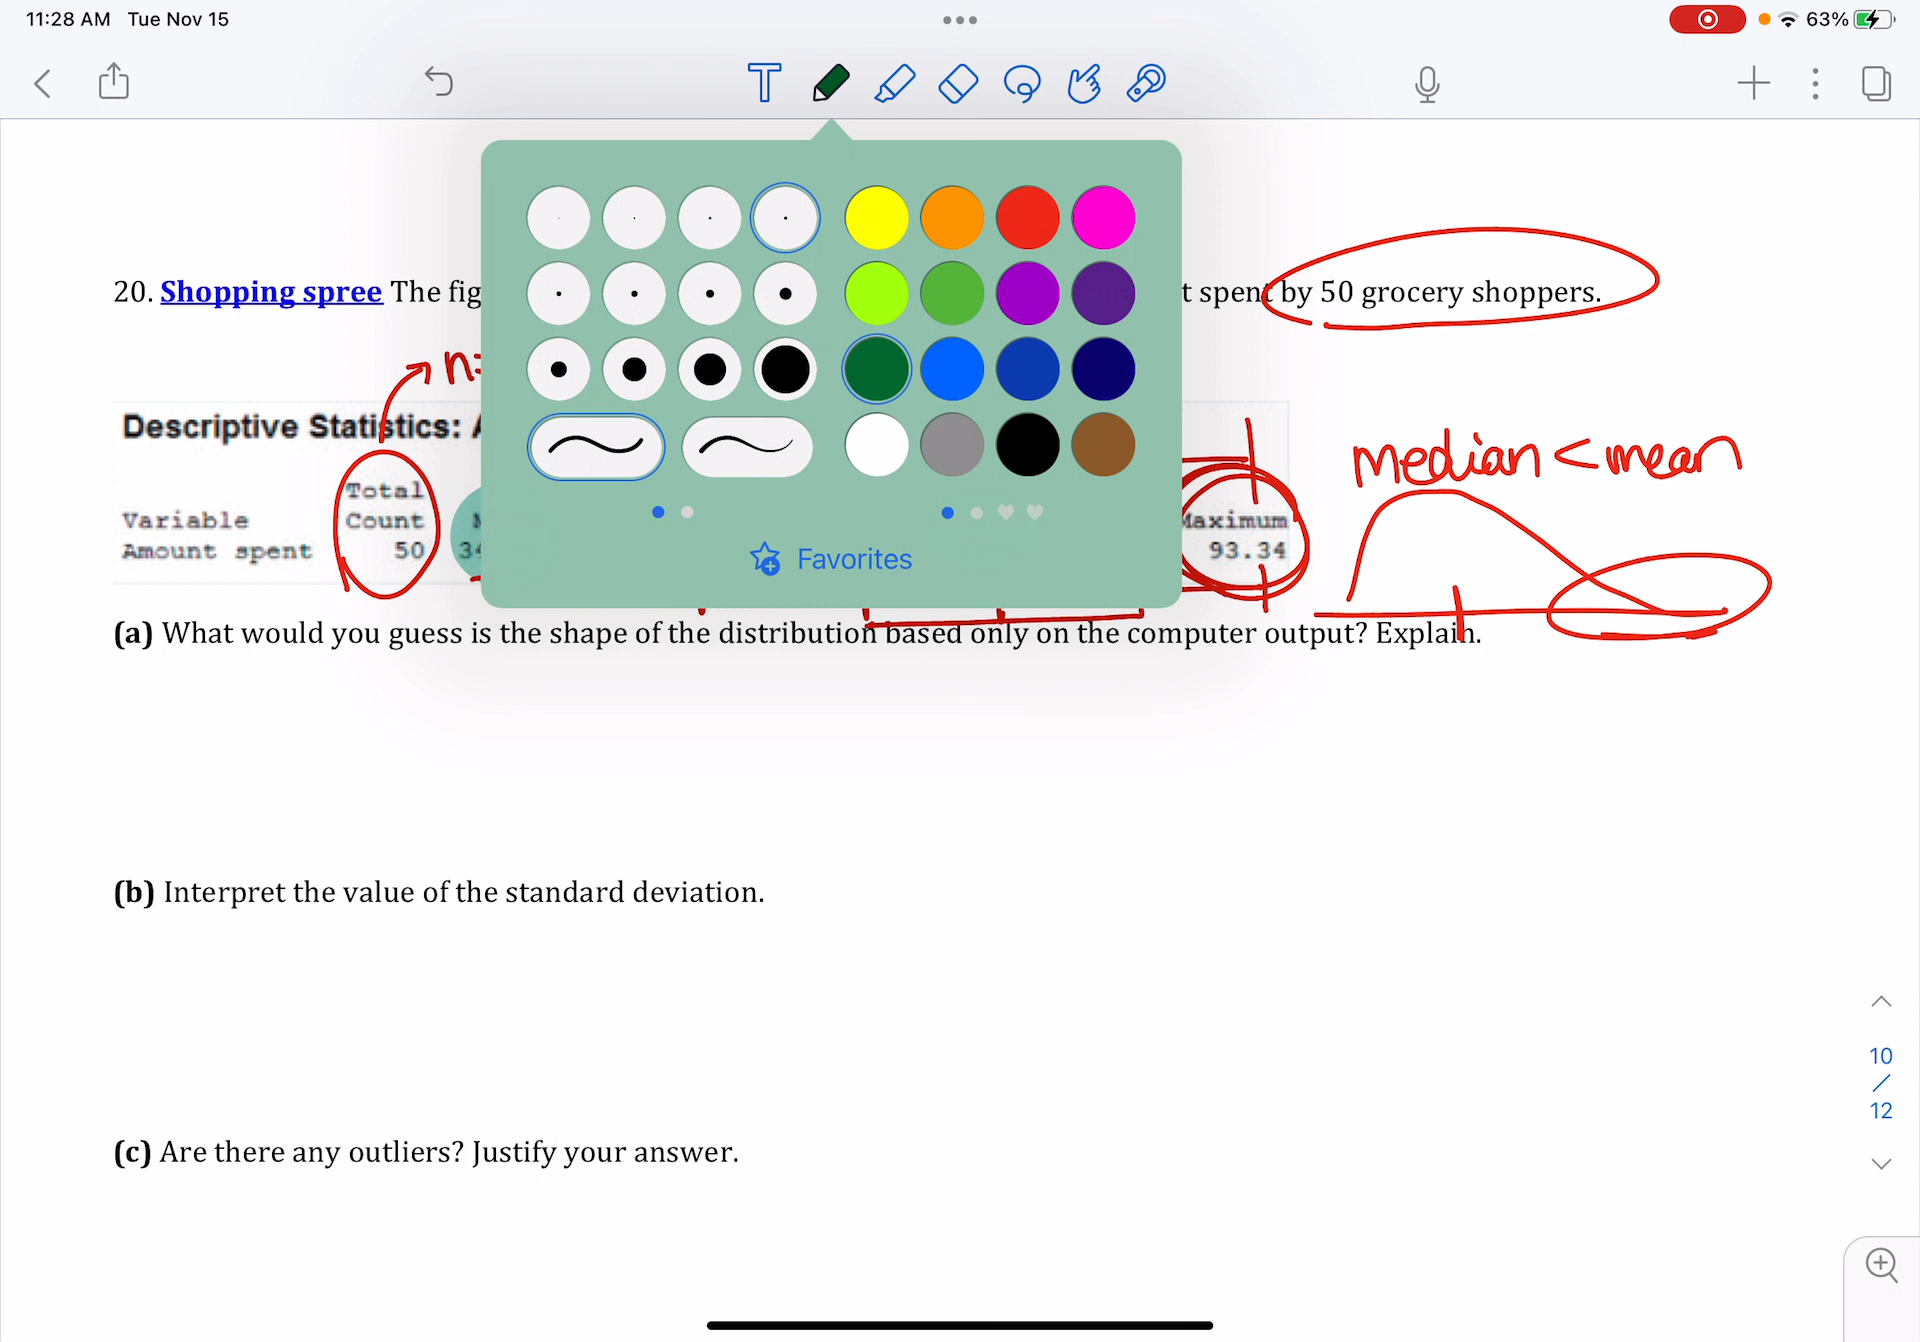 11:28 AM Tue Nov 15
63%
T
20. Shopping spree The fig
t spent by 50 grocery shoppers.
n=
Descriptive Statistics:
median < mean
Total
Variable Count Maximum
Amount spent 50 34 93.34
Favorites
(a) What would you guess is the shape of the distribution based only on the computer output? Explain.
(b) Interpret the value of the standard deviation.
10
/
12
(c) Are there any outliers? Justify your answer.